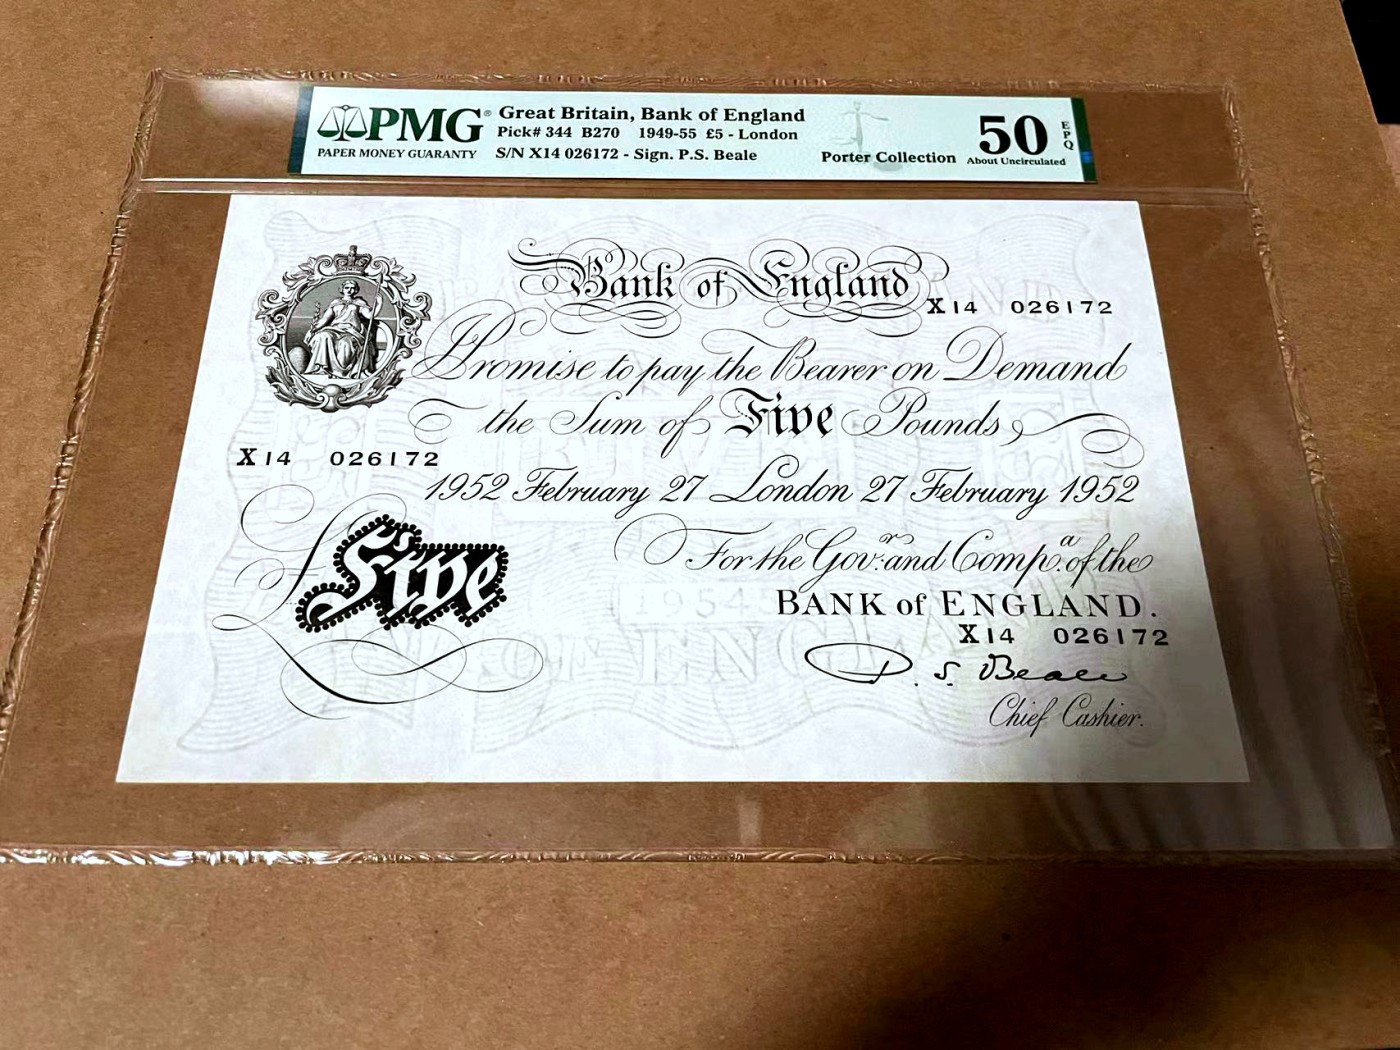 PMG®
PAPER MONEY GUARANTY
Great Britain, Bank of England
Pick# 344 B270 1949-55 £5 - London
S/N X14 026172 - Sign. P.S. Beale
Porter Collection
50
About Uncirculated
EPQ
Bank of England
X14 026172
I Promise to pay the Bearer on Demand
the Sum of Five Pounds
X14 026172
1952 February 27 London 27 February 1952
For the Govr: and Compa: of the
BANK of ENGLAND.
£ Five
X14 026172
P. S. Beale
Chief Cashier.